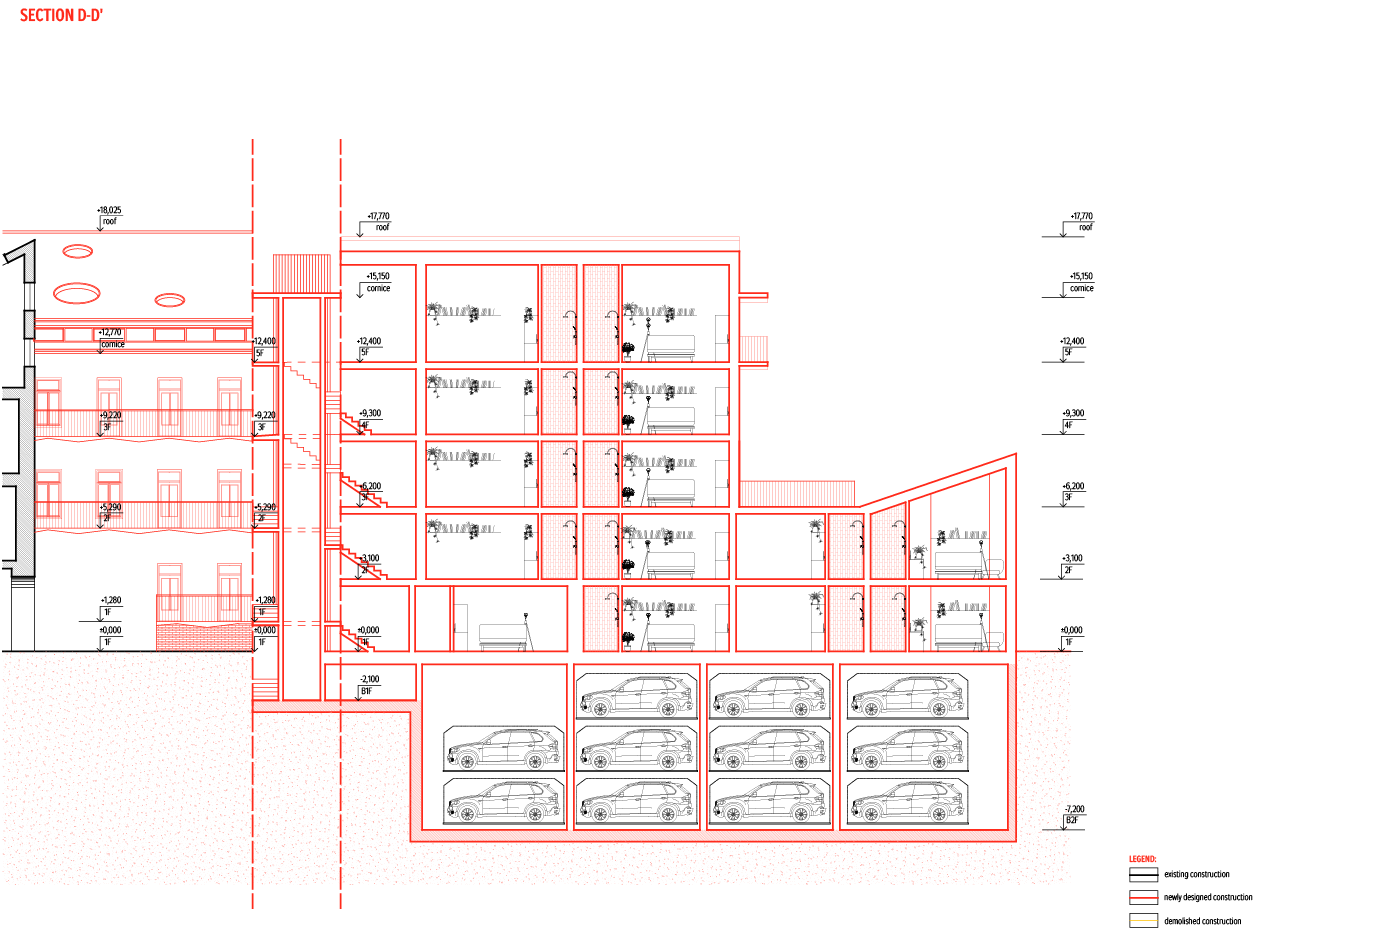 SECTION D-D'
+18,025
roof
+17,770
roof
+17,770
roof
+15,150
cornice
+15,150
cornice
+12,770
cornice
+12,400
5F
+12,400
5F
+12,400
5F
+9,220
3F
+9,220
3F
+9,300
4F
+9,300
4F
+6,200
3F
+6,200
3F
+5,290
2F
+5,290
2F
+3,100
2F
+3,100
2F
+1,280
1F
+1,280
1F
±0,000
1F
±0,000
1F
±0,000
1F
±0,000
1F
-2,100
B1F
-7,200
B2F
LEGEND:
existing construction
newly designed construction
demolished construction